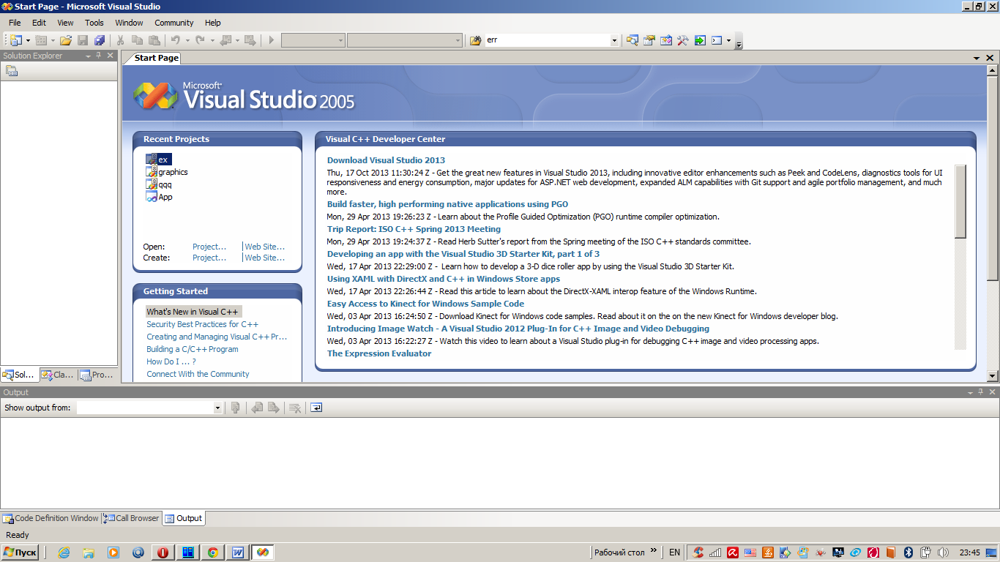 Start Page - Microsoft Visual Studio
File Edit View Tools Window Community Help
err
Solution Explorer
Start Page
Microsoft
Visual Studio 2005
Recent Projects
ex
graphics
qqq
App
Open: Project... Web Site...
Create: Project... Web Site...
Getting Started
What's New in Visual C++
Security Best Practices for C++
Creating and Managing Visual C++ Pr...
Building a C/C++ Program
How Do I ... ?
Connect With the Community
Visual C++ Developer Center
Download Visual Studio 2013
Thu, 17 Oct 2013 11:30:24 Z - Get the great new features in Visual Studio 2013, including innovative editor enhancements such as Peek and CodeLens, diagnostics tools for UI
responsiveness and energy consumption, major updates for ASP.NET web development, expanded ALM capabilities with Git support and agile portfolio management, and much
more.
Build faster, high performing native applications using PGO
Mon, 29 Apr 2013 19:26:23 Z - Learn about the Profile Guided Optimization (PGO) runtime compiler optimization.
Trip Report: ISO C++ Spring 2013 Meeting
Mon, 29 Apr 2013 19:24:37 Z - Read Herb Sutter's report from the Spring meeting of the ISO C++ standards committee.
Developing an app with the Visual Studio 3D Starter Kit, part 1 of 3
Wed, 17 Apr 2013 22:29:00 Z - Learn how to develop a 3-D dice roller app by using the Visual Studio 3D Starter Kit.
Using XAML with DirectX and C++ in Windows Store apps
Wed, 17 Apr 2013 22:26:44 Z - Read this article to learn about the DirectX-XAML interop feature of the Windows Runtime.
Easy Access to Kinect for Windows Sample Code
Wed, 03 Apr 2013 16:24:50 Z - Download Kinect for Windows code samples. Read about it on the on the new Kinect for Windows developer blog.
Introducing Image Watch - A Visual Studio 2012 Plug-In for C++ Image and Video Debugging
Wed, 03 Apr 2013 16:22:27 Z - Watch this video to learn about a Visual Studio plug-in for debugging C++ image and video processing apps.
The Expression Evaluator
Sol... Cla... Pro...
Output
Show output from:
Code Definition Window Call Browser Output
Ready
Пуск Рабочий стол » EN 23:45